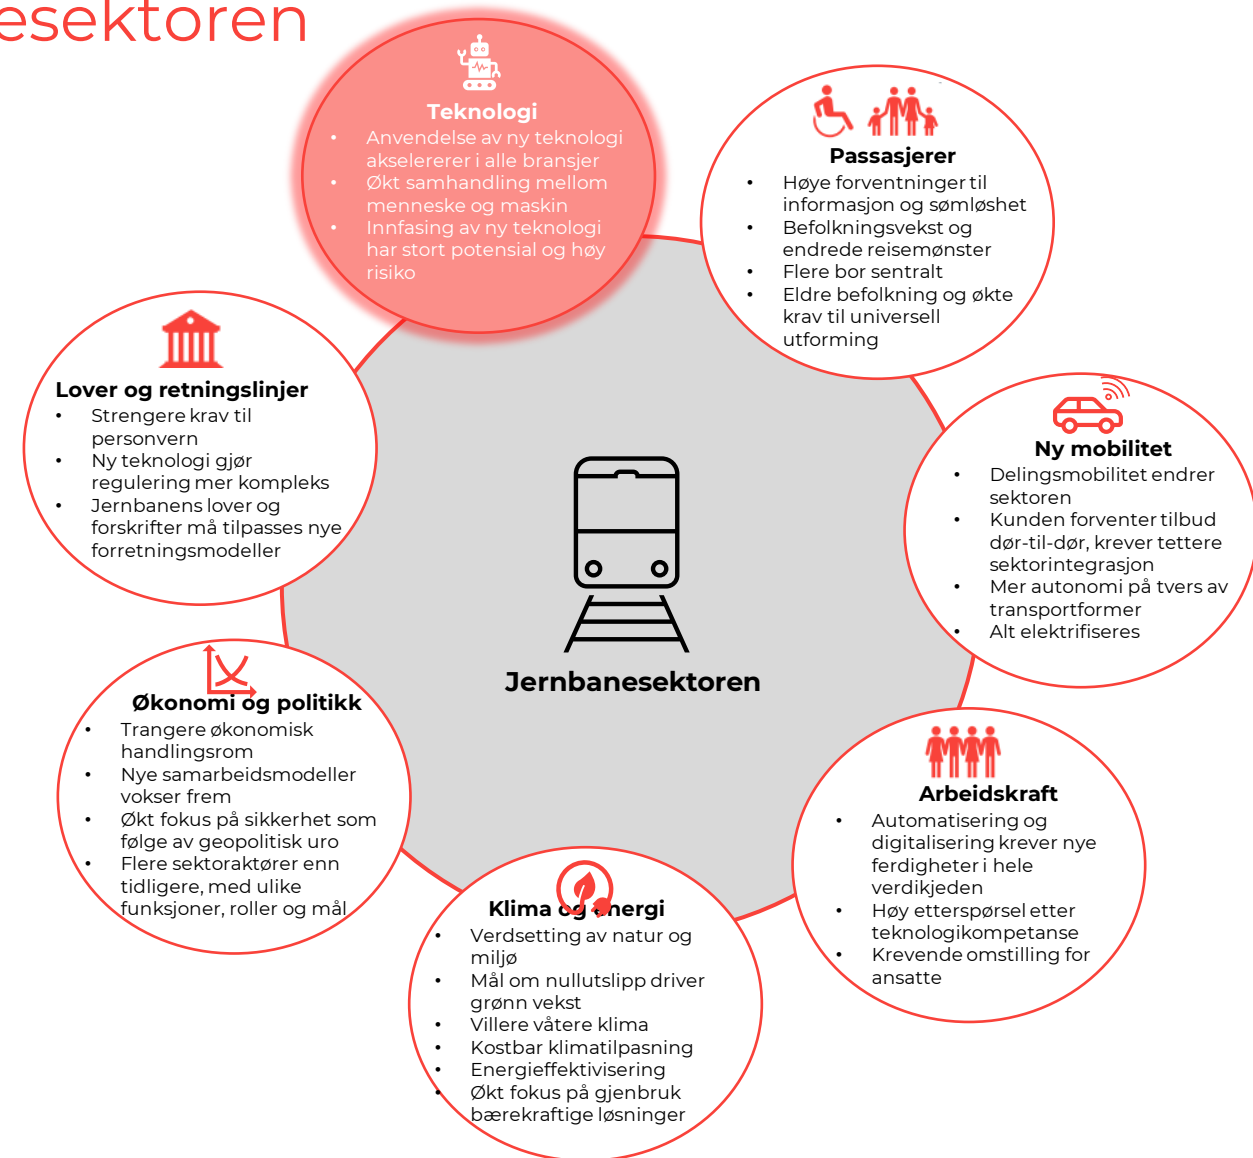 esektoren
Teknologi
• Anvendelse av ny teknologi
akselererer i alle bransjer
• Økt samhandling mellom
menneske og maskin
• Innfasing av ny teknologi
har stort potensial og høy
risiko
Passasjerer
• Høye forventninger til
informasjon og sømløshet
• Befolkningsvekst og
endrede reisemønster
• Flere bor sentralt
• Eldre befolkning og økte
krav til universell
utforming
Ny mobilitet
• Delingsmobilitet endrer
sektoren
• Kunden forventer tilbud
dør-til-dør, krever tettere
sektorintegrasjon
• Mer autonomi på tvers av
transportformer
• Alt elektrifiseres
Arbeidskraft
• Automatisering og
digitalisering krever nye
ferdigheter i hele
verdikjeden
• Høy etterspørsel etter
teknologikompetanse
• Krevende omstilling for
ansatte
Klima og energi
• Verdsetting av natur og
miljø
• Mål om nullutslipp driver
grønn vekst
• Villere våtere klima
• Kostbar klimatilpasning
• Energieffektivisering
• Økt fokus på gjenbruk
bærekraftige løsninger
Økonomi og politikk
• Trangere økonomisk
handlingsrom
• Nye samarbeidsmodeller
vokser frem
• Økt fokus på sikkerhet som
følge av geopolitisk uro
• Flere sektoraktører enn
tidligere, med ulike
funksjoner, roller og mål
Lover og retningslinjer
• Strengere krav til
personvern
• Ny teknologi gjør
regulering mer kompleks
• Jernbanens lover og
forskrifter må tilpasses nye
forretningsmodeller
Jernbanesektoren